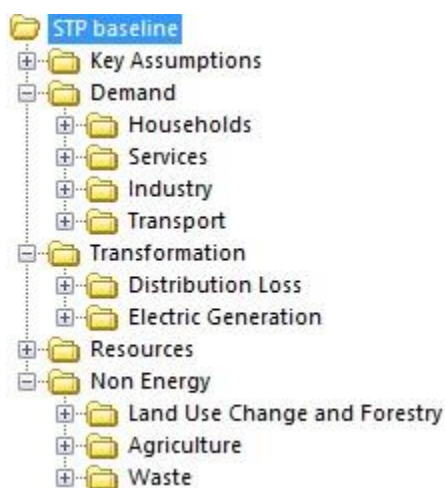 STP baseline
Key Assumptions
Demand
Households
Services
Industry
Transport
Transformation
Distribution Loss
Electric Generation
Resources
Non Energy
Land Use Change and Forestry
Agriculture
Waste